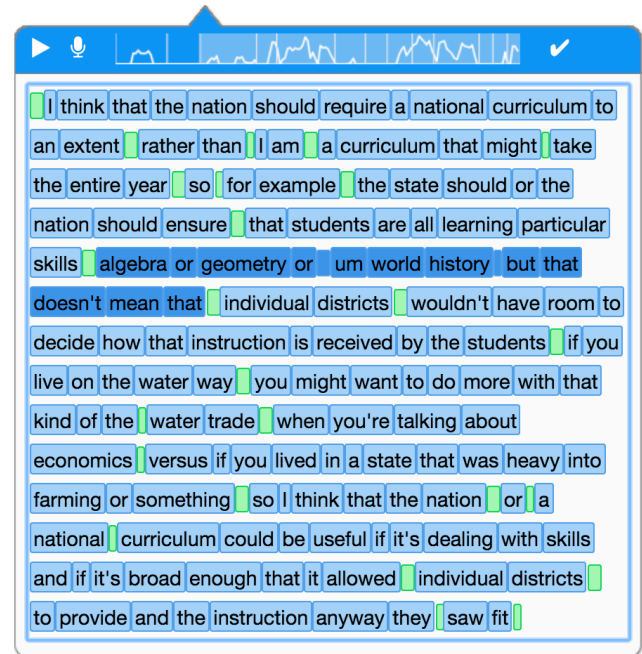 I think that the nation should require a national curriculum to
an extent rather than I am a curriculum that might take
the entire year so for example the state should or the
nation should ensure that students are all learning particular
skills algebra or geometry or um world history but that
doesn't mean that individual districts wouldn't have room to
decide how that instruction is received by the students if you
live on the water way you might want to do more with that
kind of the water trade when you're talking about
economics versus if you lived in a state that was heavy into
farming or something so I think that the nation or a
national curriculum could be useful if it's dealing with skills
and if it's broad enough that it allowed individual districts
to provide and the instruction anyway they saw fit